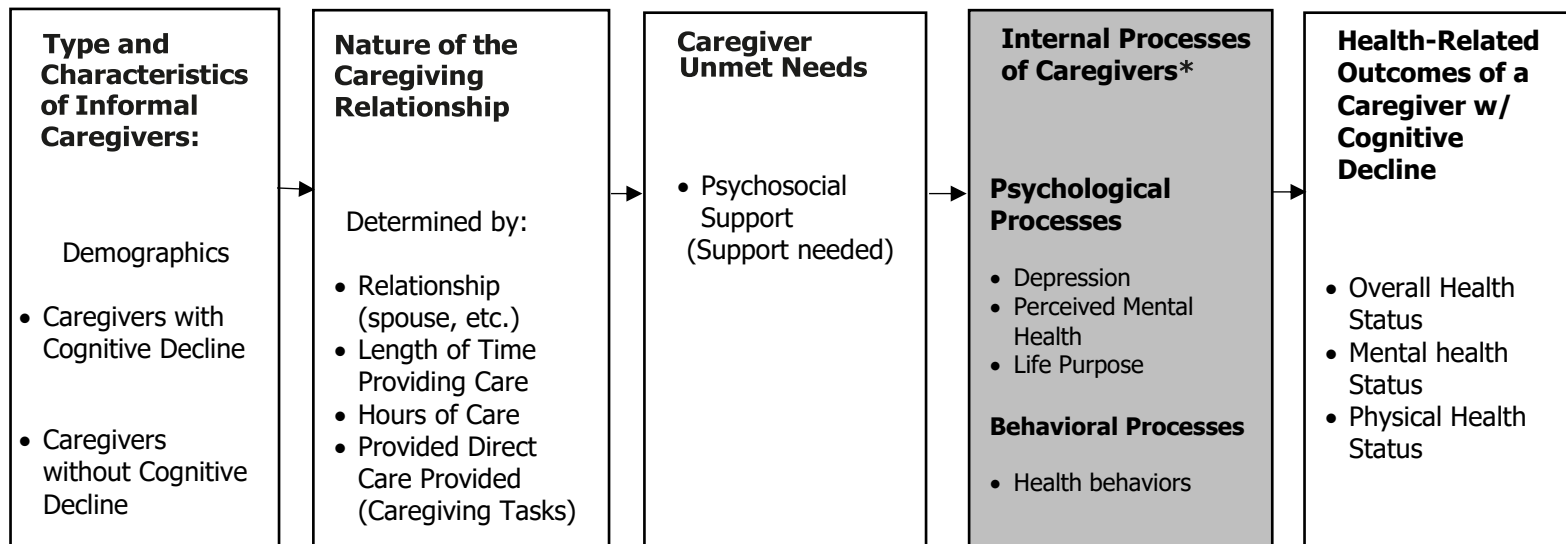 Type and
Characteristics
of Informal
Caregivers:
Demographics
• Caregivers with
Cognitive Decline
• Caregivers
without Cognitive
Decline
Nature of the
Caregiving
Relationship
Determined by:
• Relationship
(spouse, etc.)
• Length of Time
Providing Care
• Hours of Care
• Provided Direct
Care Provided
(Caregiving Tasks)
Caregiver
Unmet Needs
• Psychosocial
Support
(Support needed)
Internal Processes
of Caregivers*
Psychological
Processes
• Depression
• Perceived Mental
Health
• Life Purpose
Behavioral Processes
• Health behaviors
Health-Related
Outcomes of a
Caregiver w/
Cognitive
Decline
• Overall Health
Status
• Mental health
Status
• Physical Health
Status